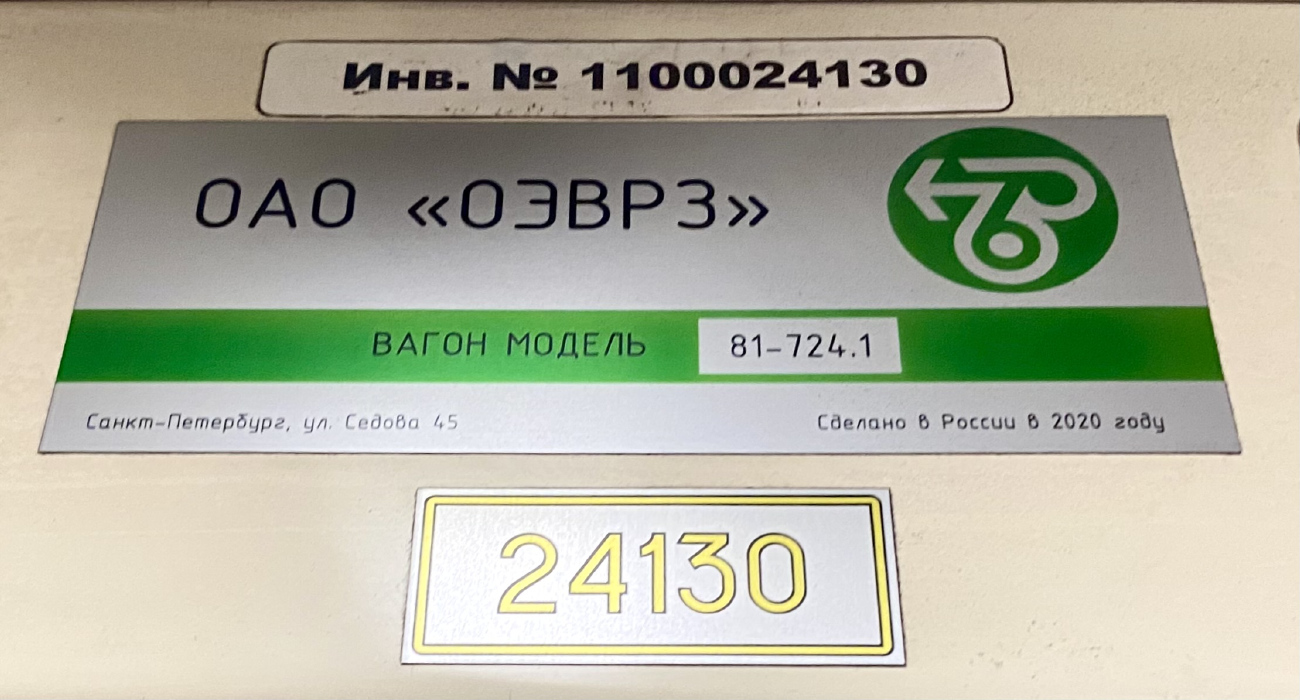 Инв. № 1100024130
ОАО «ОЭВРЗ»
ВАГОН МОДЕЛЬ 81-724.1
Санкт-Петербург, ул. Седова 45
Сделано в России в 2020 году
24130